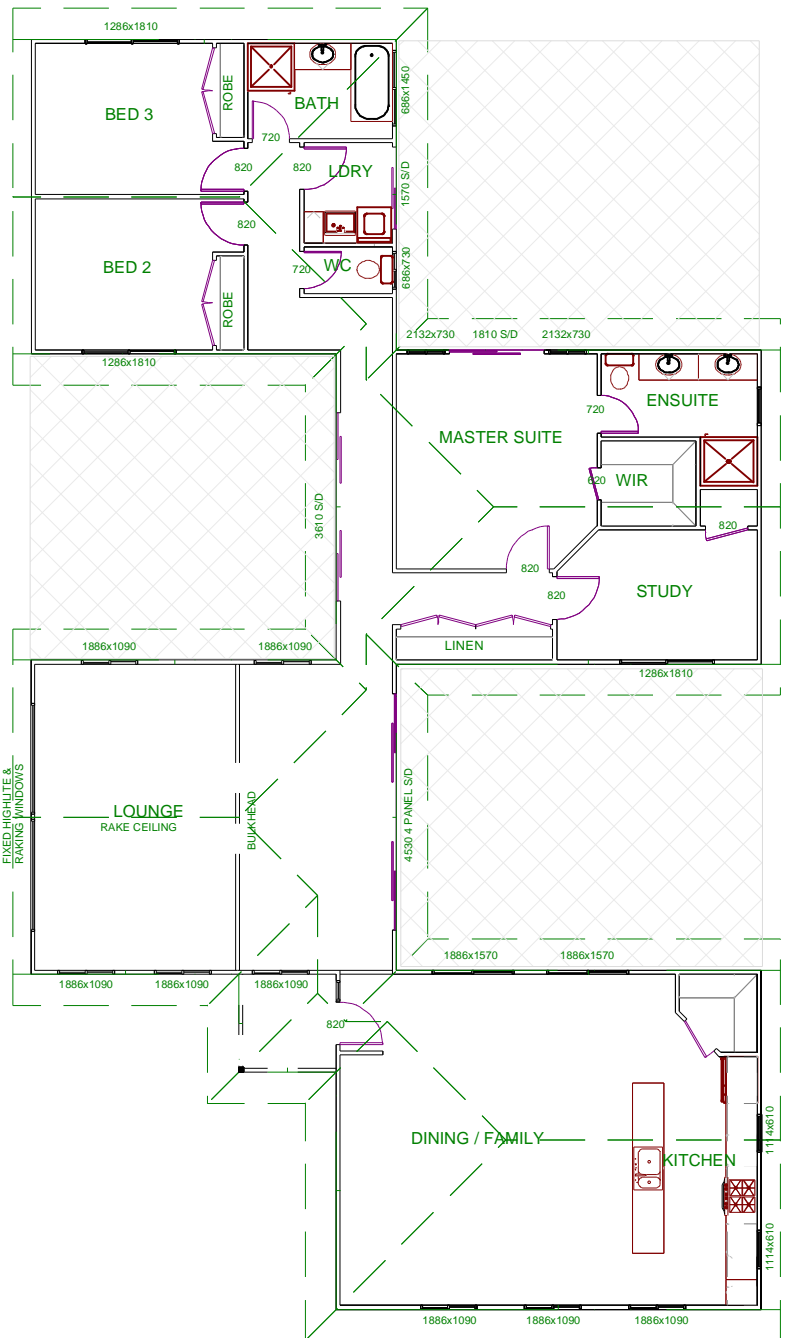 1286x1810
BED 3
ROBE
BATH
686x1450
720
820
820
LDRY
1570 S/D
820
BED 2
ROBE
WC
720
686x730
1286x1810
2132x730
1810 S/D
2132x730
MASTER SUITE
720
ENSUITE
620
WIR
3610 S/D
820
820
820
STUDY
LINEN
1886x1090
1886x1090
1286x1810
FIXED HIGHLITE &
RAKING WINDOWS
LOUNGE
RAKE CEILING
BULKHEAD
4530 4 PANEL S/D
1886x1090
1886x1090
1886x1090
1886x1570
1886x1570
820
DINING / FAMILY
KITCHEN
1114x610
1114x610
1886x1090
1886x1090
1886x1090